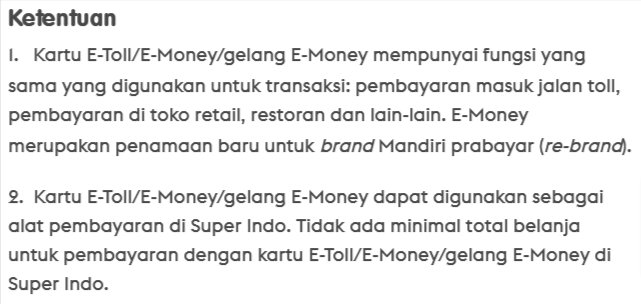 Ketentuan
1. Kartu E-Toll/E-Money/gelang E-Money mempunyai fungsi yang
sama yang digunakan untuk transaksi: pembayaran masuk jalan toll,
pembayaran di toko retail, restoran dan lain-lain. E-Money
merupakan penamaan baru untuk brand Mandiri prabayar (re-brand).
2. Kartu E-Toll/E-Money/gelang E-Money dapat digunakan sebagai
alat pembayaran di Super Indo. Tidak ada minimal total belanja
untuk pembayaran dengan kartu E-Toll/E-Money/gelang E-Money di
Super Indo.